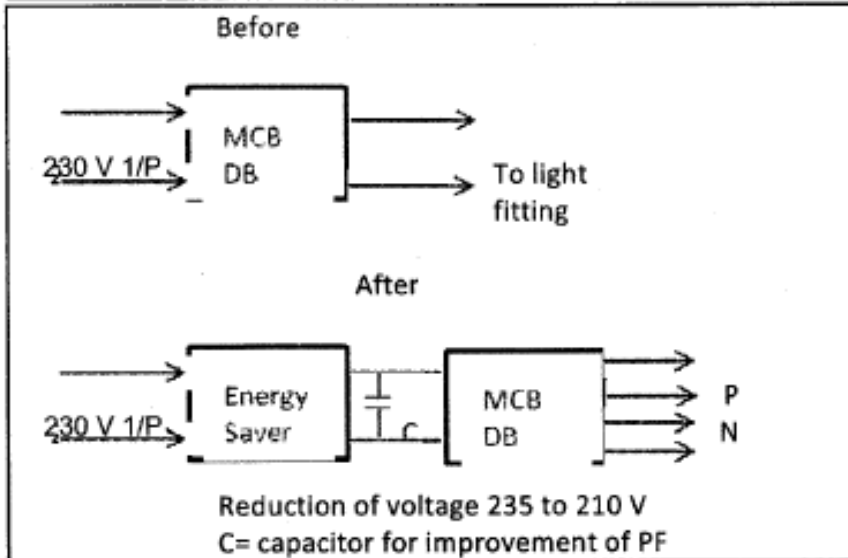 Before
MCB
DB
230 V 1/P
To light
fitting
After
Energy
Saver
230 V 1/P
C
MCB
DB
P
N
Reduction of voltage 235 to 210 V
C= capacitor for improvement of PF